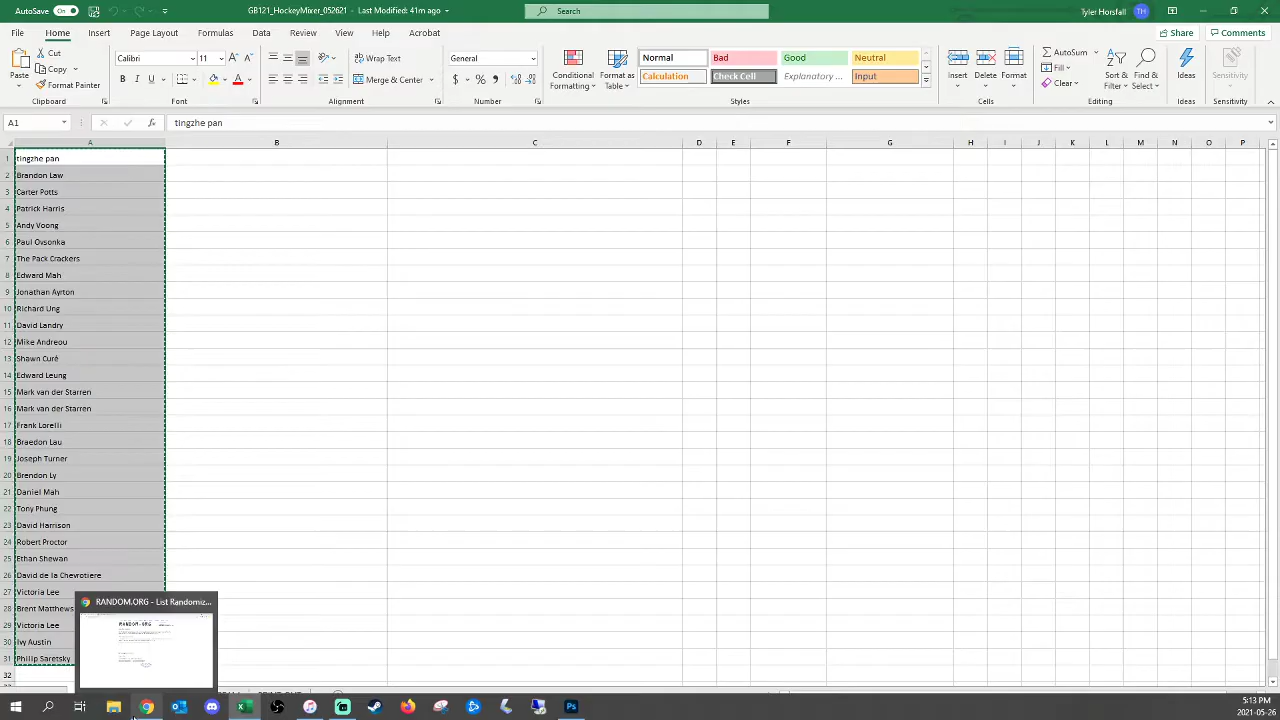 AutoSave On GB121_HockeyMixer_052621 - Last Modified: 41m ago Search Tyler Horsfall TH
File Home Insert Page Layout Formulas Data Review View Help Acrobat Share Comments
Paste Cut Copy Format Painter Clipboard
Calibri 11 B I U Font
Wrap Text Merge & Center Alignment
General $ % Number
Conditional Formatting Format as Table
Normal Bad Good Neutral
Calculation Check Cell Explanatory ... Input
Styles
Insert Delete Format Cells
AutoSum Fill Clear Sort & Filter Find & Select Editing
Ideas Ideas
Sensitivity Sensitivity
A1 fx tingzhe pan
A B C D E F G H I J K L M N O P
1 tingzhe pan
2 Brandon Law
3 Carter Potts
4 Patrick Harris
5 Andy Voong
6 Paul Ovsonka
7 The Pack Crackers
8 Edward Mah
9 Jonathan Ayrton
10 Richard Ung
11 David Landry
12 Mike Andreou
13 Shawn Curé
14 Edward Leung
15 Mark van der Starren
16 Mark van der Starren
17 Frank Lorelli
18 Braedon Lau
19 Joseph Turner
20 Brendon Ly
21 Daniel Mah
22 Tony Phung
23 David Harrison
24 Robert Proctor
25 Ethan Shewan
26 David de la Chevrotiere
27 Victoria Lee
28 Brent Matthews
29 Victoria Lee
30 Ivy Austin
31 Phillip Saretsky
32
RANDOM.ORG - List Randomiz...
RANDOM.ORG
5:13 PM
2021-05-26